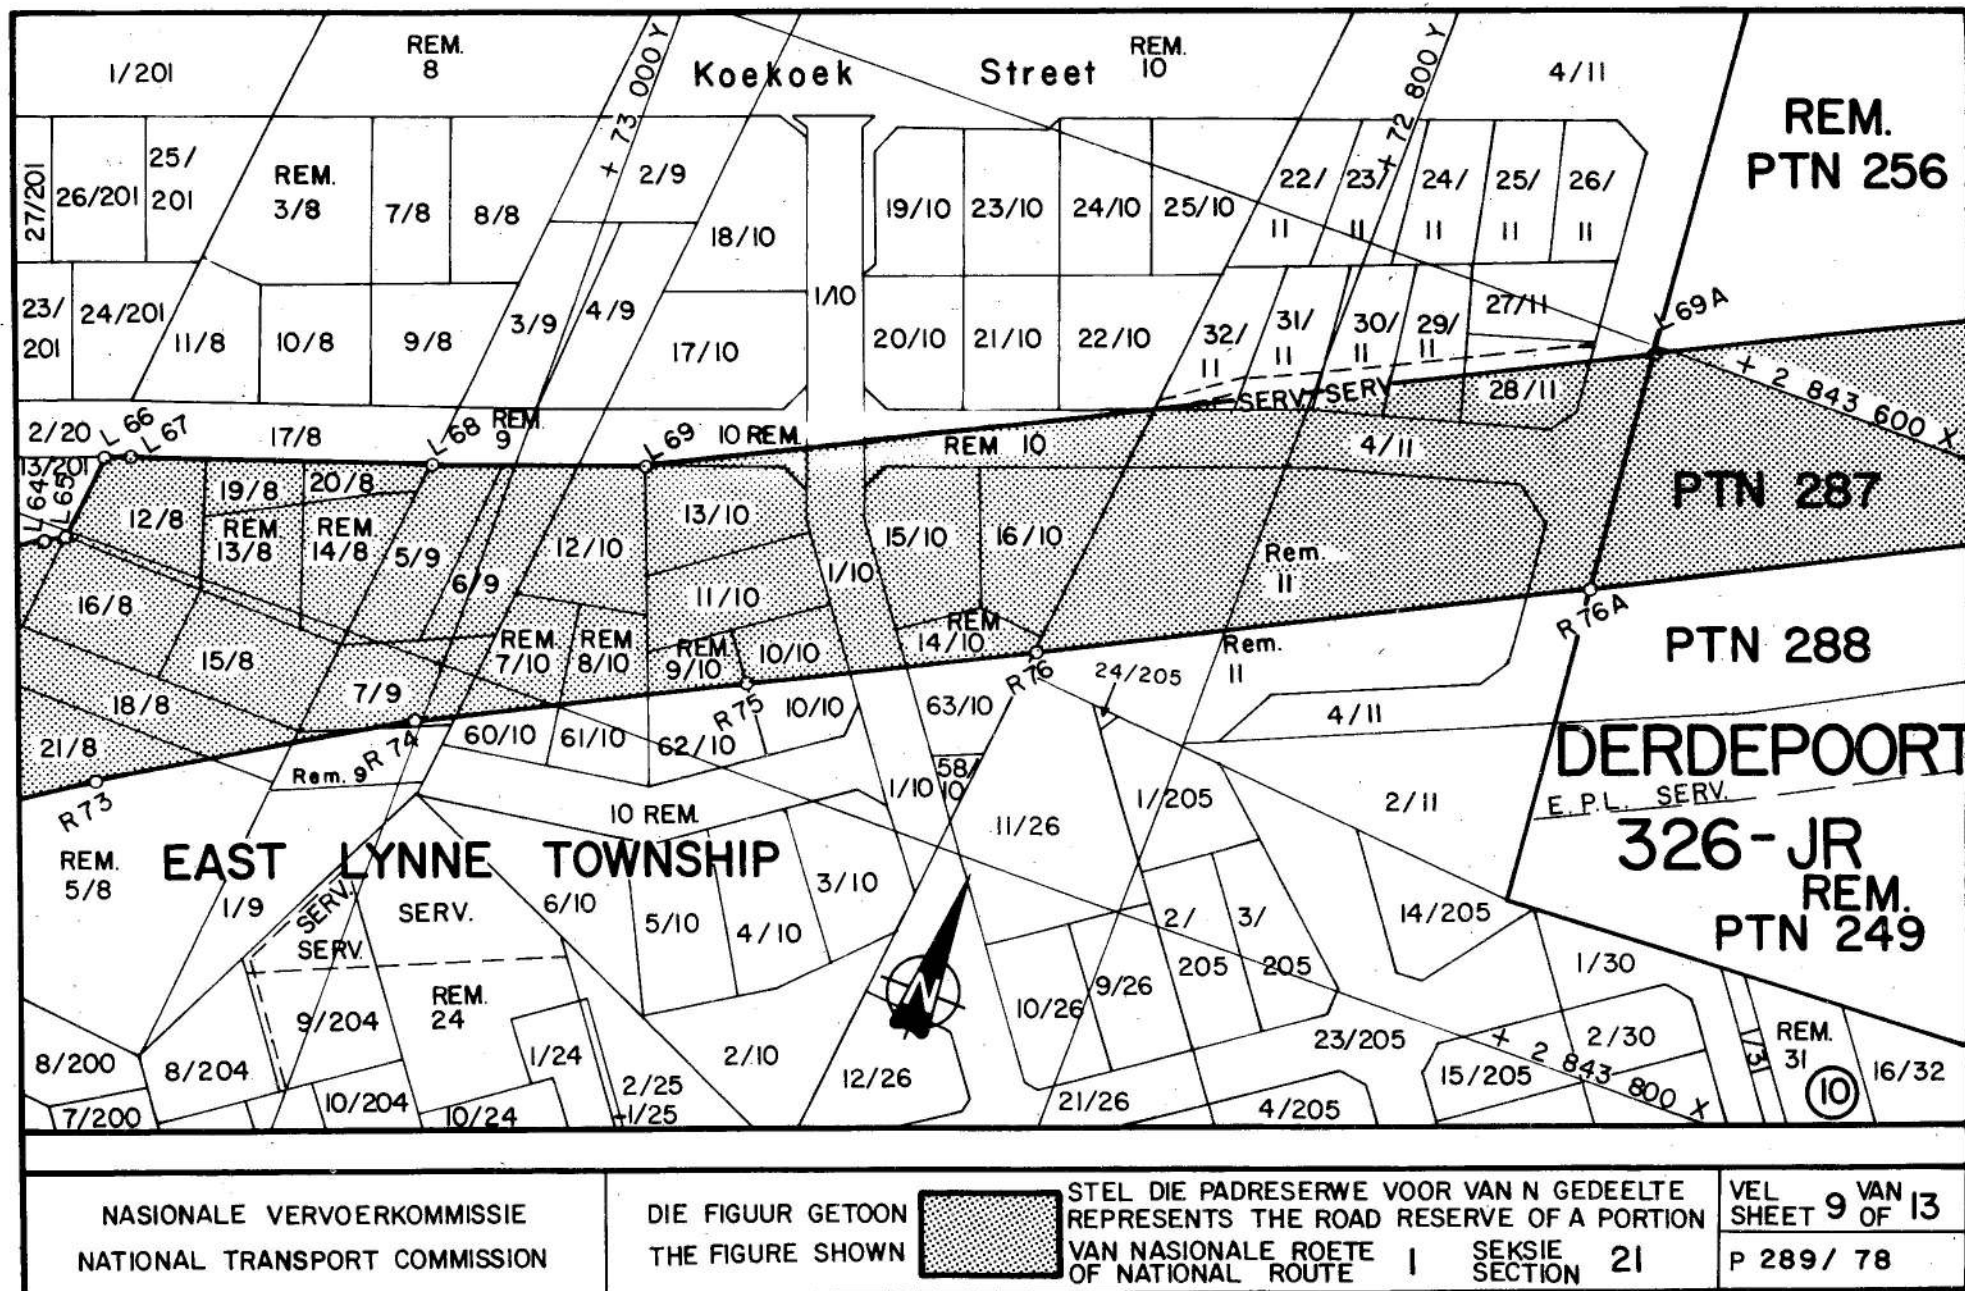 1/201
REM.
8
+ 73 000 Y
Koekoek Street
REM.
10
+ 72 800 Y
4/11
REM.
PTN 256
27/201
26/201
25/
201
REM.
3/8
7/8
8/8
2/9
18/10
19/10
23/10
24/10
25/10
22/
11
23/
11
24/
11
25/
11
26/
11
23/
201
24/201
11/8
10/8
9/8
3/9
4/9
17/10
1/10
20/10
21/10
22/10
32/
11
31/
11
30/
11
29/
11
27/11
28/11
L 69A
+ 2 843 600 X
2/20
L 66
L 67
17/8
L 68
REM.
9
L 69
10 REM.
REM 10
SERV
SERV
4/11
PTN 287
13/201
L 64
L 65
12/8
19/8
20/8
REM.
13/8
REM.
14/8
5/9
6/9
12/10
13/10
11/10
1/10
15/10
16/10
Rem.
11
16/8
15/8
18/8
7/9
REM.
7/10
REM
8/10
REM.
9/10
10/10
REM
14/10
R 76
Rem.
11
R 76A
PTN 288
21/8
R 73
Rem. 9
R 74
60/10
61/10
62/10
R 75
10/10
63/10
24/205
4/11
DERDEPOORT
E.P.L. SERV.
326-JR
REM.
PTN 249
REM.
5/8
EAST LYNNE TOWNSHIP
10 REM.
1/10
58/
10
11/26
1/205
2/11
1/9
SERV.
SERV.
SERV.
6/10
5/10
4/10
3/10
2/
205
3/
205
14/205
1/30
N
10/26
9/26
9/204
REM.
24
8/200
8/204
1/24
2/10
12/26
23/205
+ 2 843 800 X
2/30
15/205
1/31
REM.
31
10
16/32
7/200
10/204
10/24
2/25
1/25
21/26
4/205
NASIONALE VERVOERKOMMISSIE
NATIONAL TRANSPORT COMMISSION
DIE FIGUUR GETOON
THE FIGURE SHOWN
STEL DIE PADRESERWE VOOR VAN N GEDEELTE
REPRESENTS THE ROAD RESERVE OF A PORTION
VAN NASIONALE ROETE 1 SEKSIE 21
OF NATIONAL ROUTE SECTION
VEL 9 VAN 13
SHEET OF
P 289/ 78